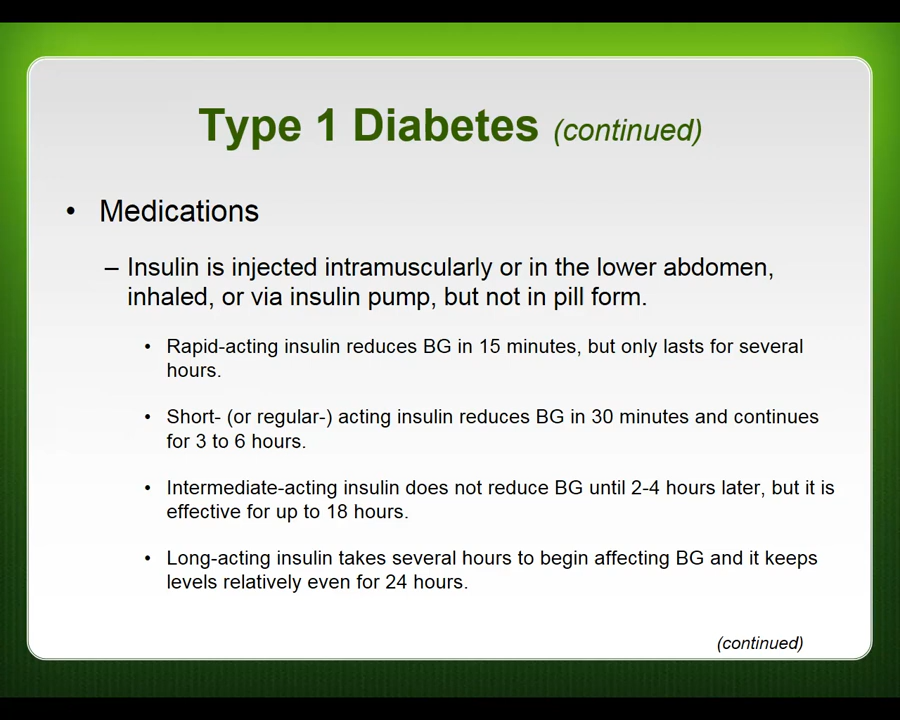 Type 1 Diabetes (continued)
• Medications
– Insulin is injected intramuscularly or in the lower abdomen,
inhaled, or via insulin pump, but not in pill form.
• Rapid-acting insulin reduces BG in 15 minutes, but only lasts for several
hours.
• Short- (or regular-) acting insulin reduces BG in 30 minutes and continues
for 3 to 6 hours.
• Intermediate-acting insulin does not reduce BG until 2-4 hours later, but it is
effective for up to 18 hours.
• Long-acting insulin takes several hours to begin affecting BG and it keeps
levels relatively even for 24 hours.
(continued)